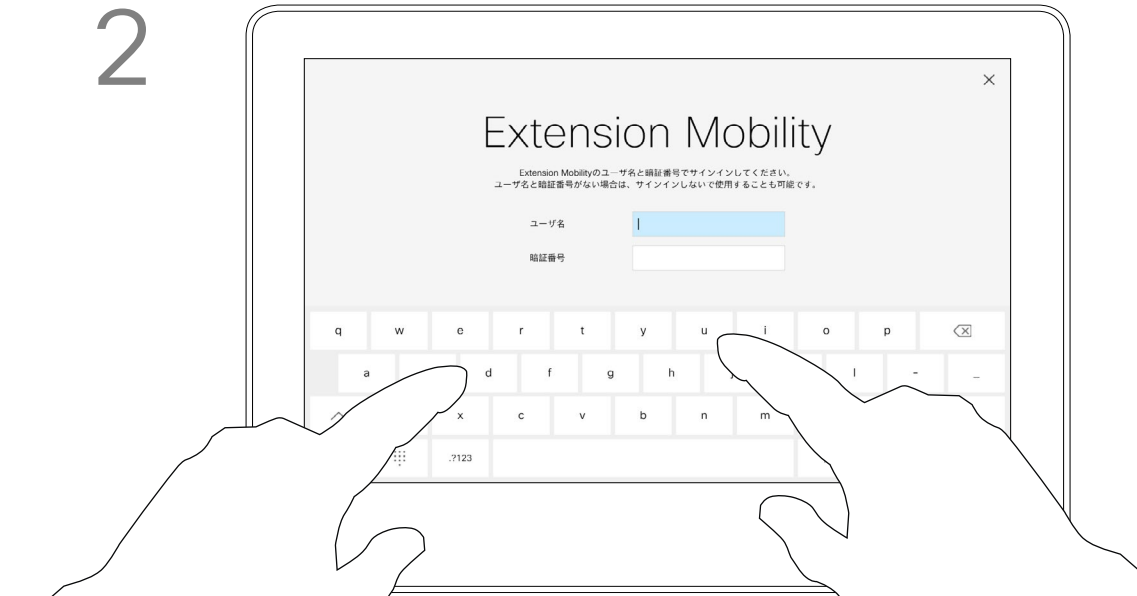 2
Extension Mobility
Extension Mobilityのユーザ名と暗証番号でサインインしてください。
ユーザ名と暗証番号がない場合は、サインインしないで使用することも可能です。
ユーザ名
暗証番号
q w e r t y u i o p
a d f g h l - _
x c v b n m
.?123